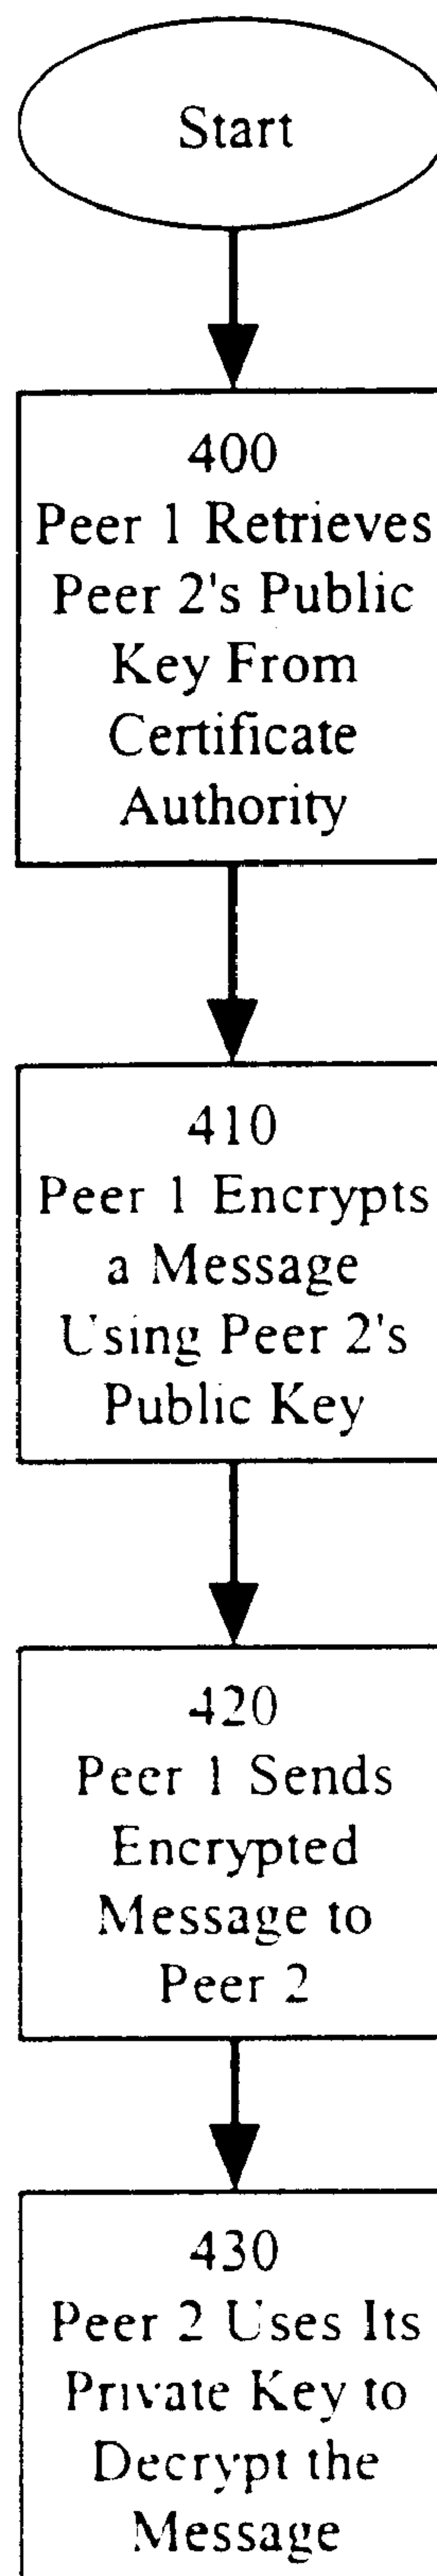 Start
400
Peer 1 Retrieves
Peer 2's Public
Key From
Certificate
Authority
410
Peer 1 Encrypts
a Message
Using Peer 2's
Public Key
420
Peer 1 Sends
Encrypted
Message to
Peer 2
430
Peer 2 Uses Its
Private Key to
Decrypt the
Message